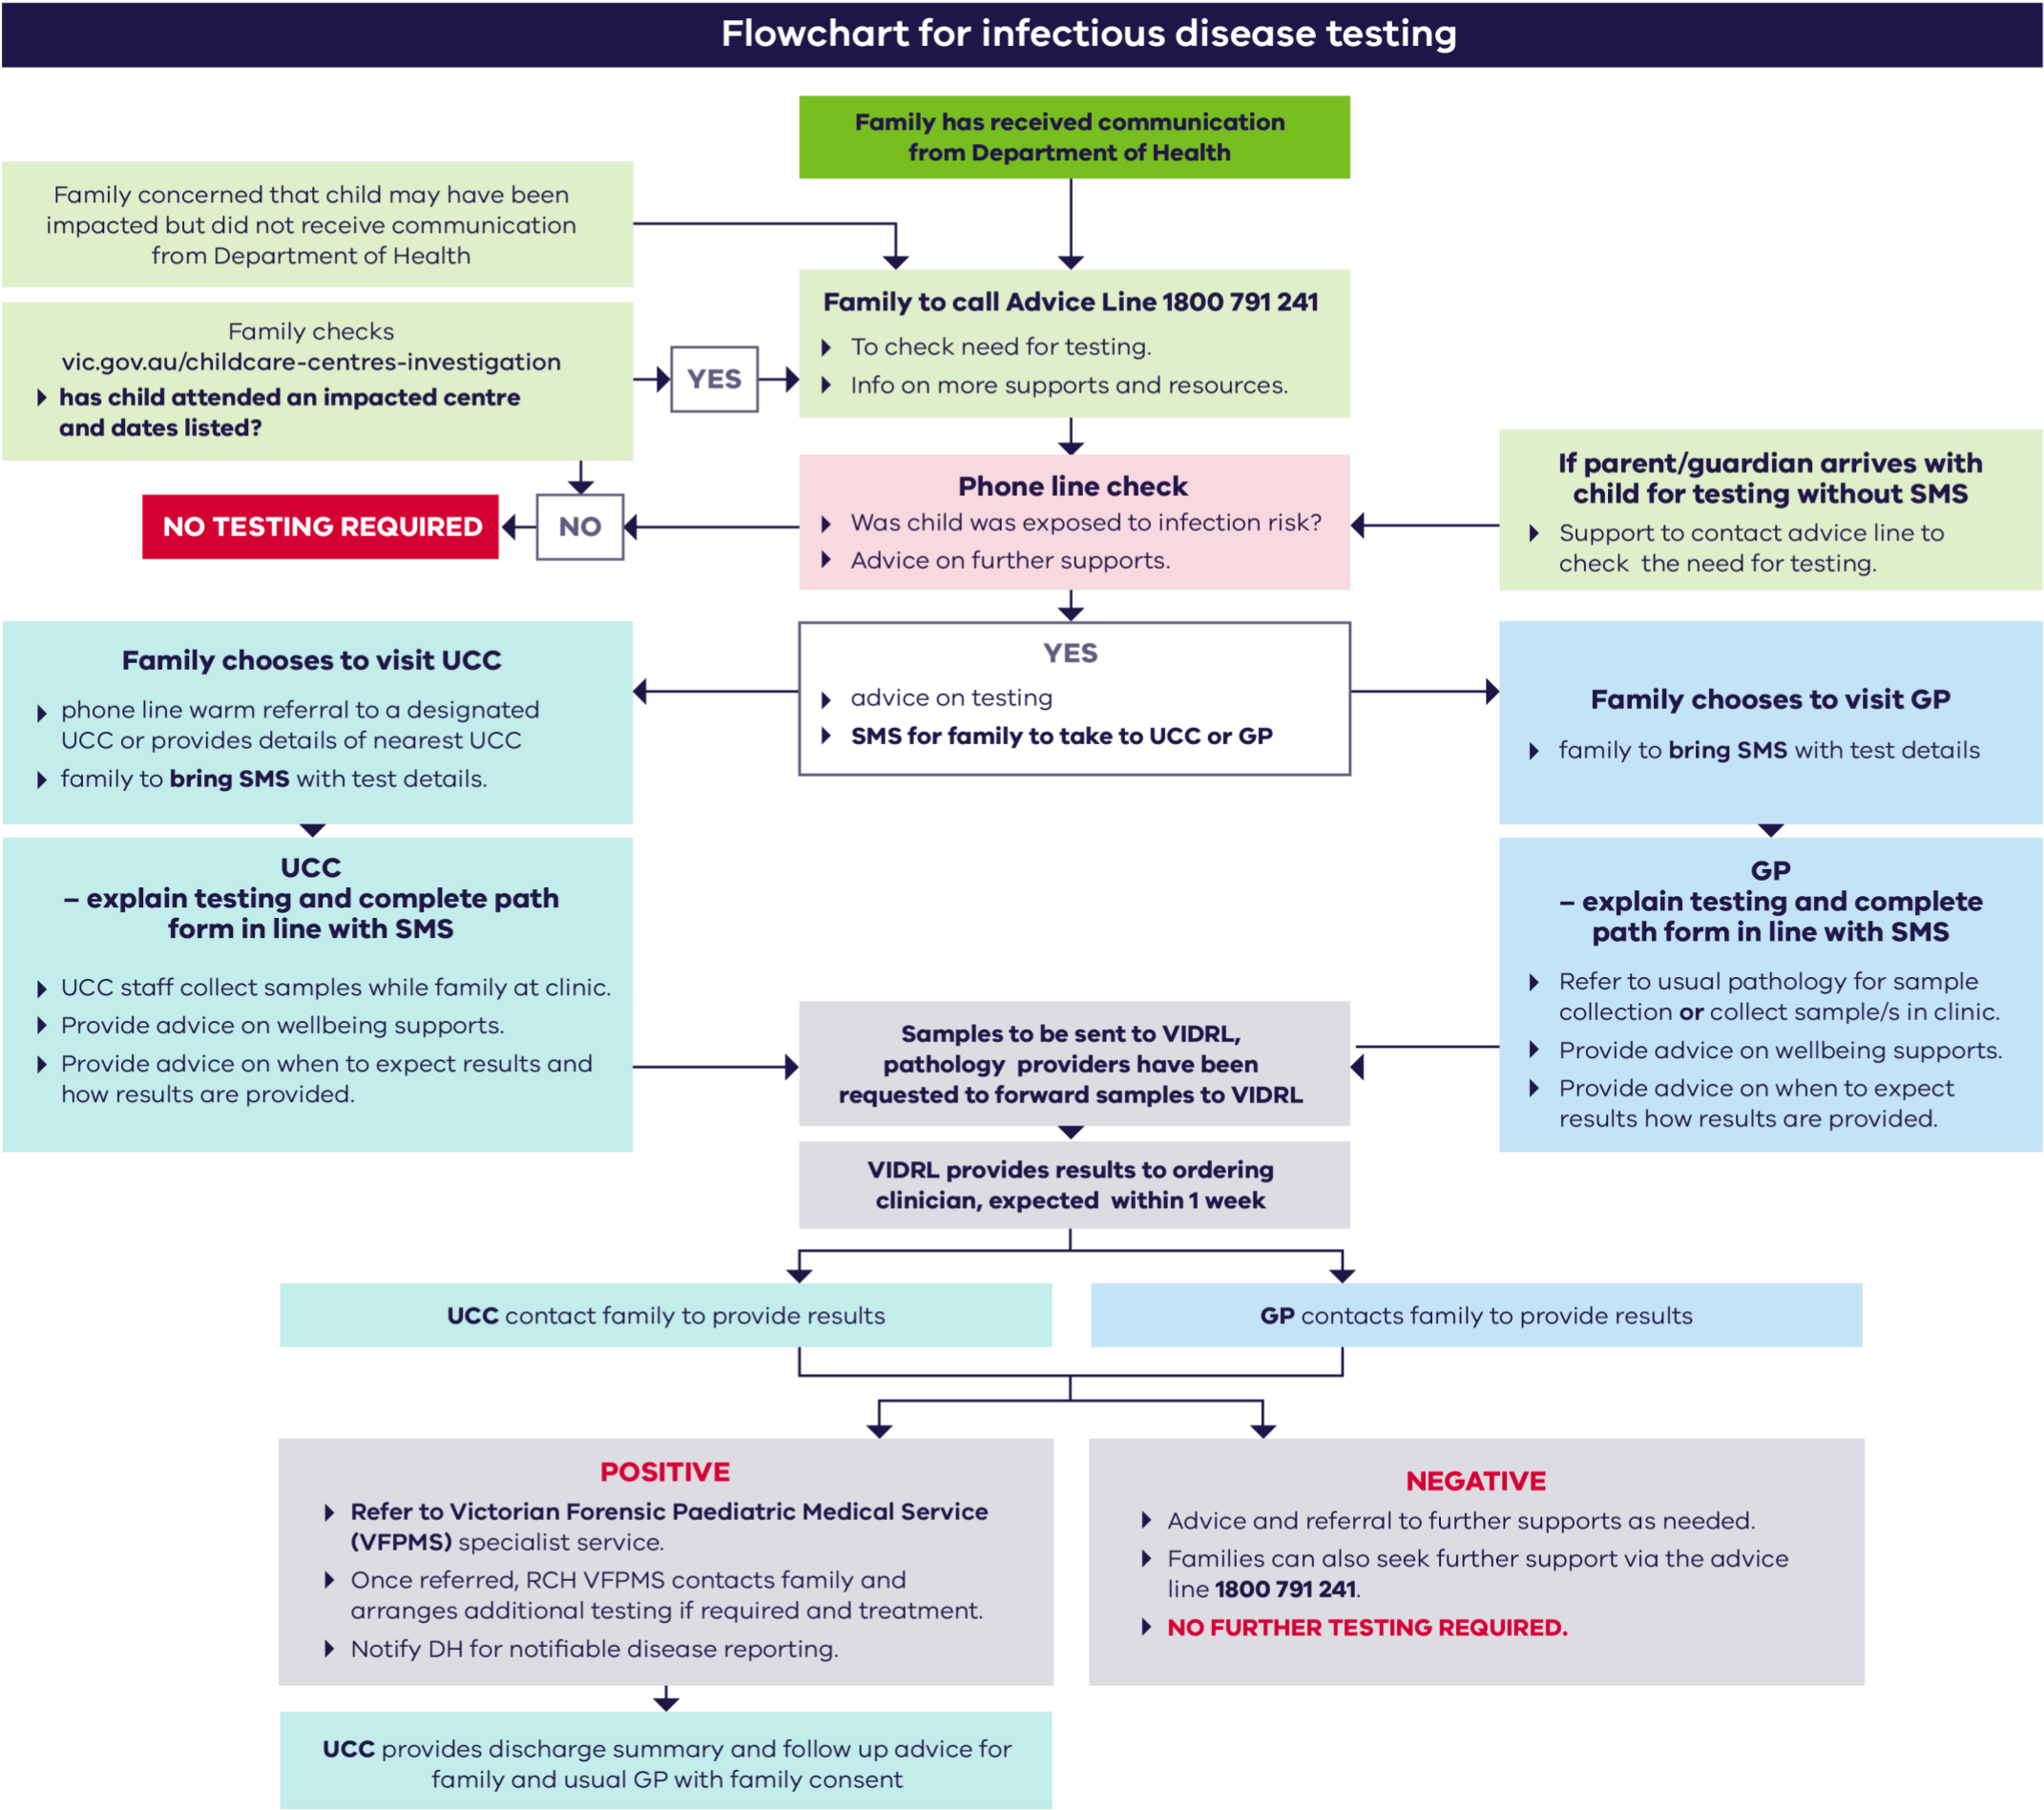 Flowchart for infectious disease testing
Family has received communication
from Department of Health
Family concerned that child may have been
impacted but did not receive communication
from Department of Health
Family to call Advice Line 1800 791 241
To check need for testing.
Info on more supports and resources.
Family checks
vic.gov.au/childcare-centres-investigation
has child attended an impacted centre
and dates listed?
YES
NO
NO TESTING REQUIRED
Phone line check
Was child was exposed to infection risk?
Advice on further supports.
If parent/guardian arrives with
child for testing without SMS
Support to contact advice line to
check  the need for testing.
YES
advice on testing
SMS for family to take to UCC or GP
Family chooses to visit UCC
phone line warm referral to a designated
UCC or provides details of nearest UCC
family to bring SMS with test details.
Family chooses to visit GP
family to bring SMS with test details
UCC
– explain testing and complete path
form in line with SMS
UCC staff collect samples while family at clinic.
Provide advice on wellbeing supports.
Provide advice on when to expect results and
how results are provided.
GP
– explain testing and complete
path form in line with SMS
Refer to usual pathology for sample
collection or collect sample/s in clinic.
Provide advice on wellbeing supports.
Provide advice on when to expect
results how results are provided.
Samples to be sent to VIDRL,
pathology  providers have been
requested to forward samples to VIDRL
VIDRL provides results to ordering
clinician, expected  within 1 week
UCC contact family to provide results
GP contacts family to provide results
POSITIVE
Refer to Victorian Forensic Paediatric Medical Service
(VFPMS) specialist service.
Once referred, RCH VFPMS contacts family and
arranges additional testing if required and treatment.
Notify DH for notifiable disease reporting.
NEGATIVE
Advice and referral to further supports as needed.
Families can also seek further support via the advice
line 1800 791 241.
NO FURTHER TESTING REQUIRED.
UCC provides discharge summary and follow up advice for
family and usual GP with family consent